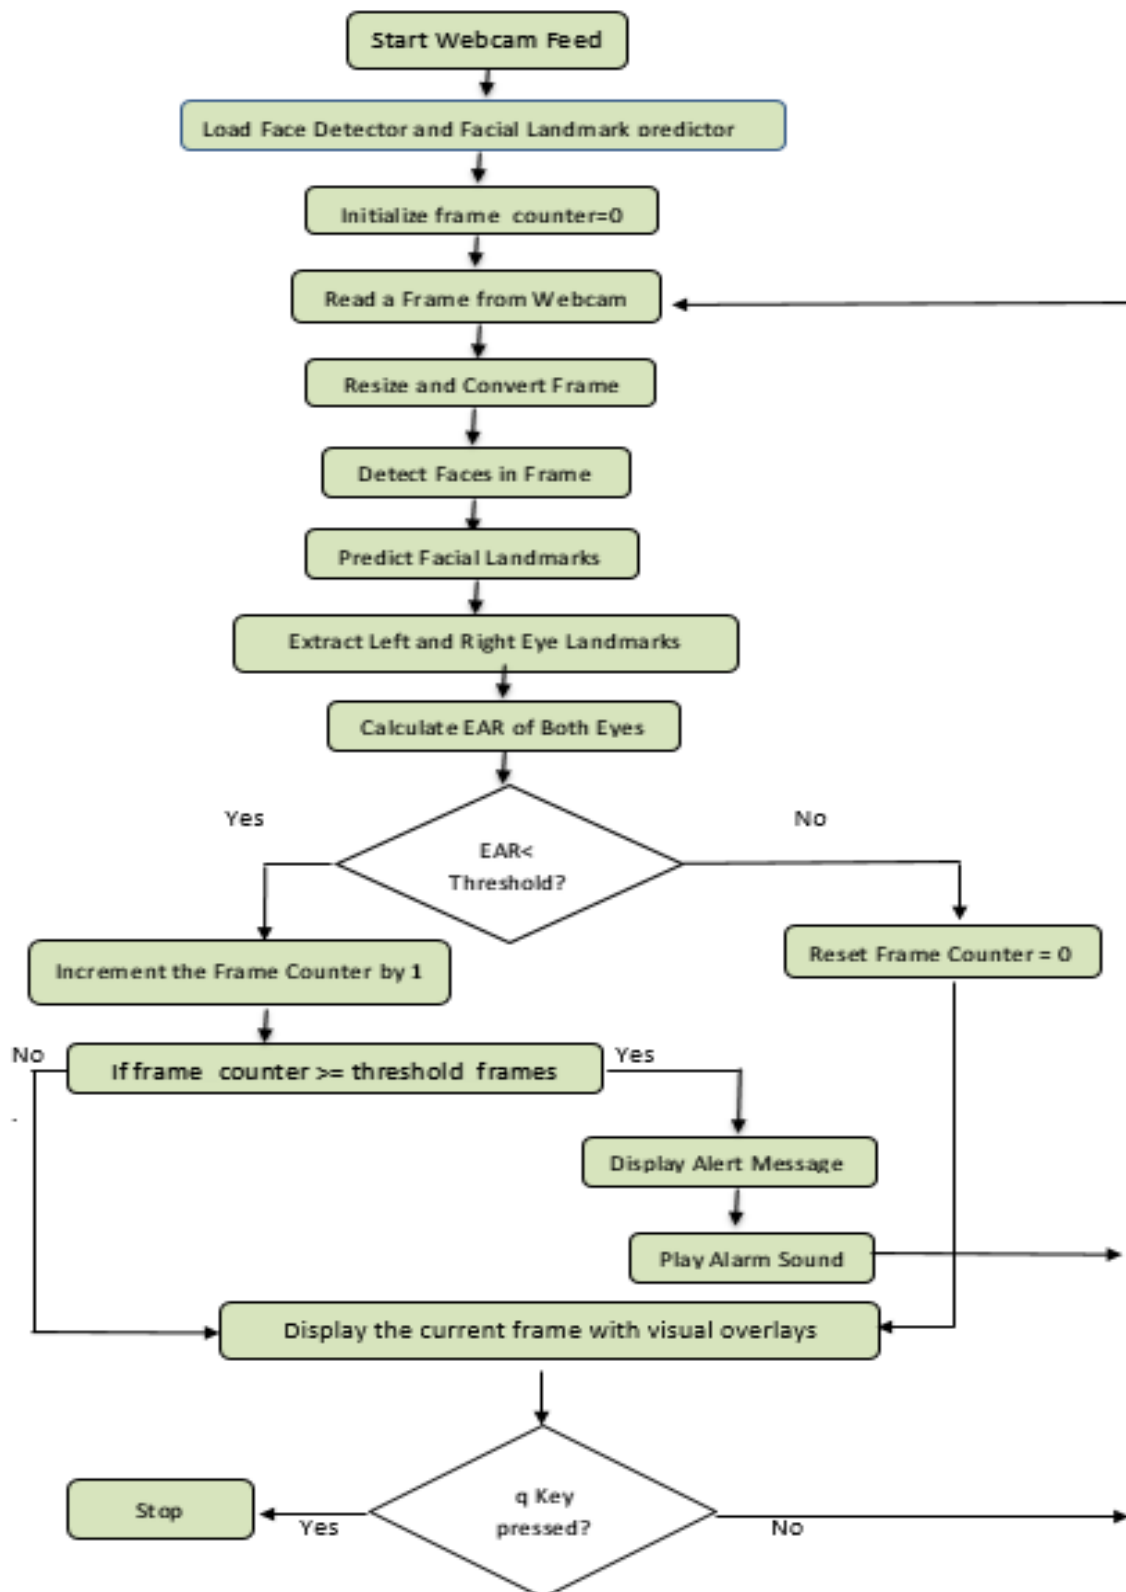 Start Webcam Feed
Load Face Detector and Facial Landmark predictor
Initialize frame counter=0
Read a Frame from Webcam
Resize and Convert Frame
Detect Faces in Frame
Predict Facial Landmarks
Extract Left and Right Eye Landmarks
Calculate EAR of Both Eyes
Yes
No
EAR<
Threshold?
Increment the Frame Counter by 1
Reset Frame Counter = 0
No
If frame counter >= threshold frames
Yes
Display Alert Message
Play Alarm Sound
Display the current frame with visual overlays
Stop
Yes
q Key
pressed?
No